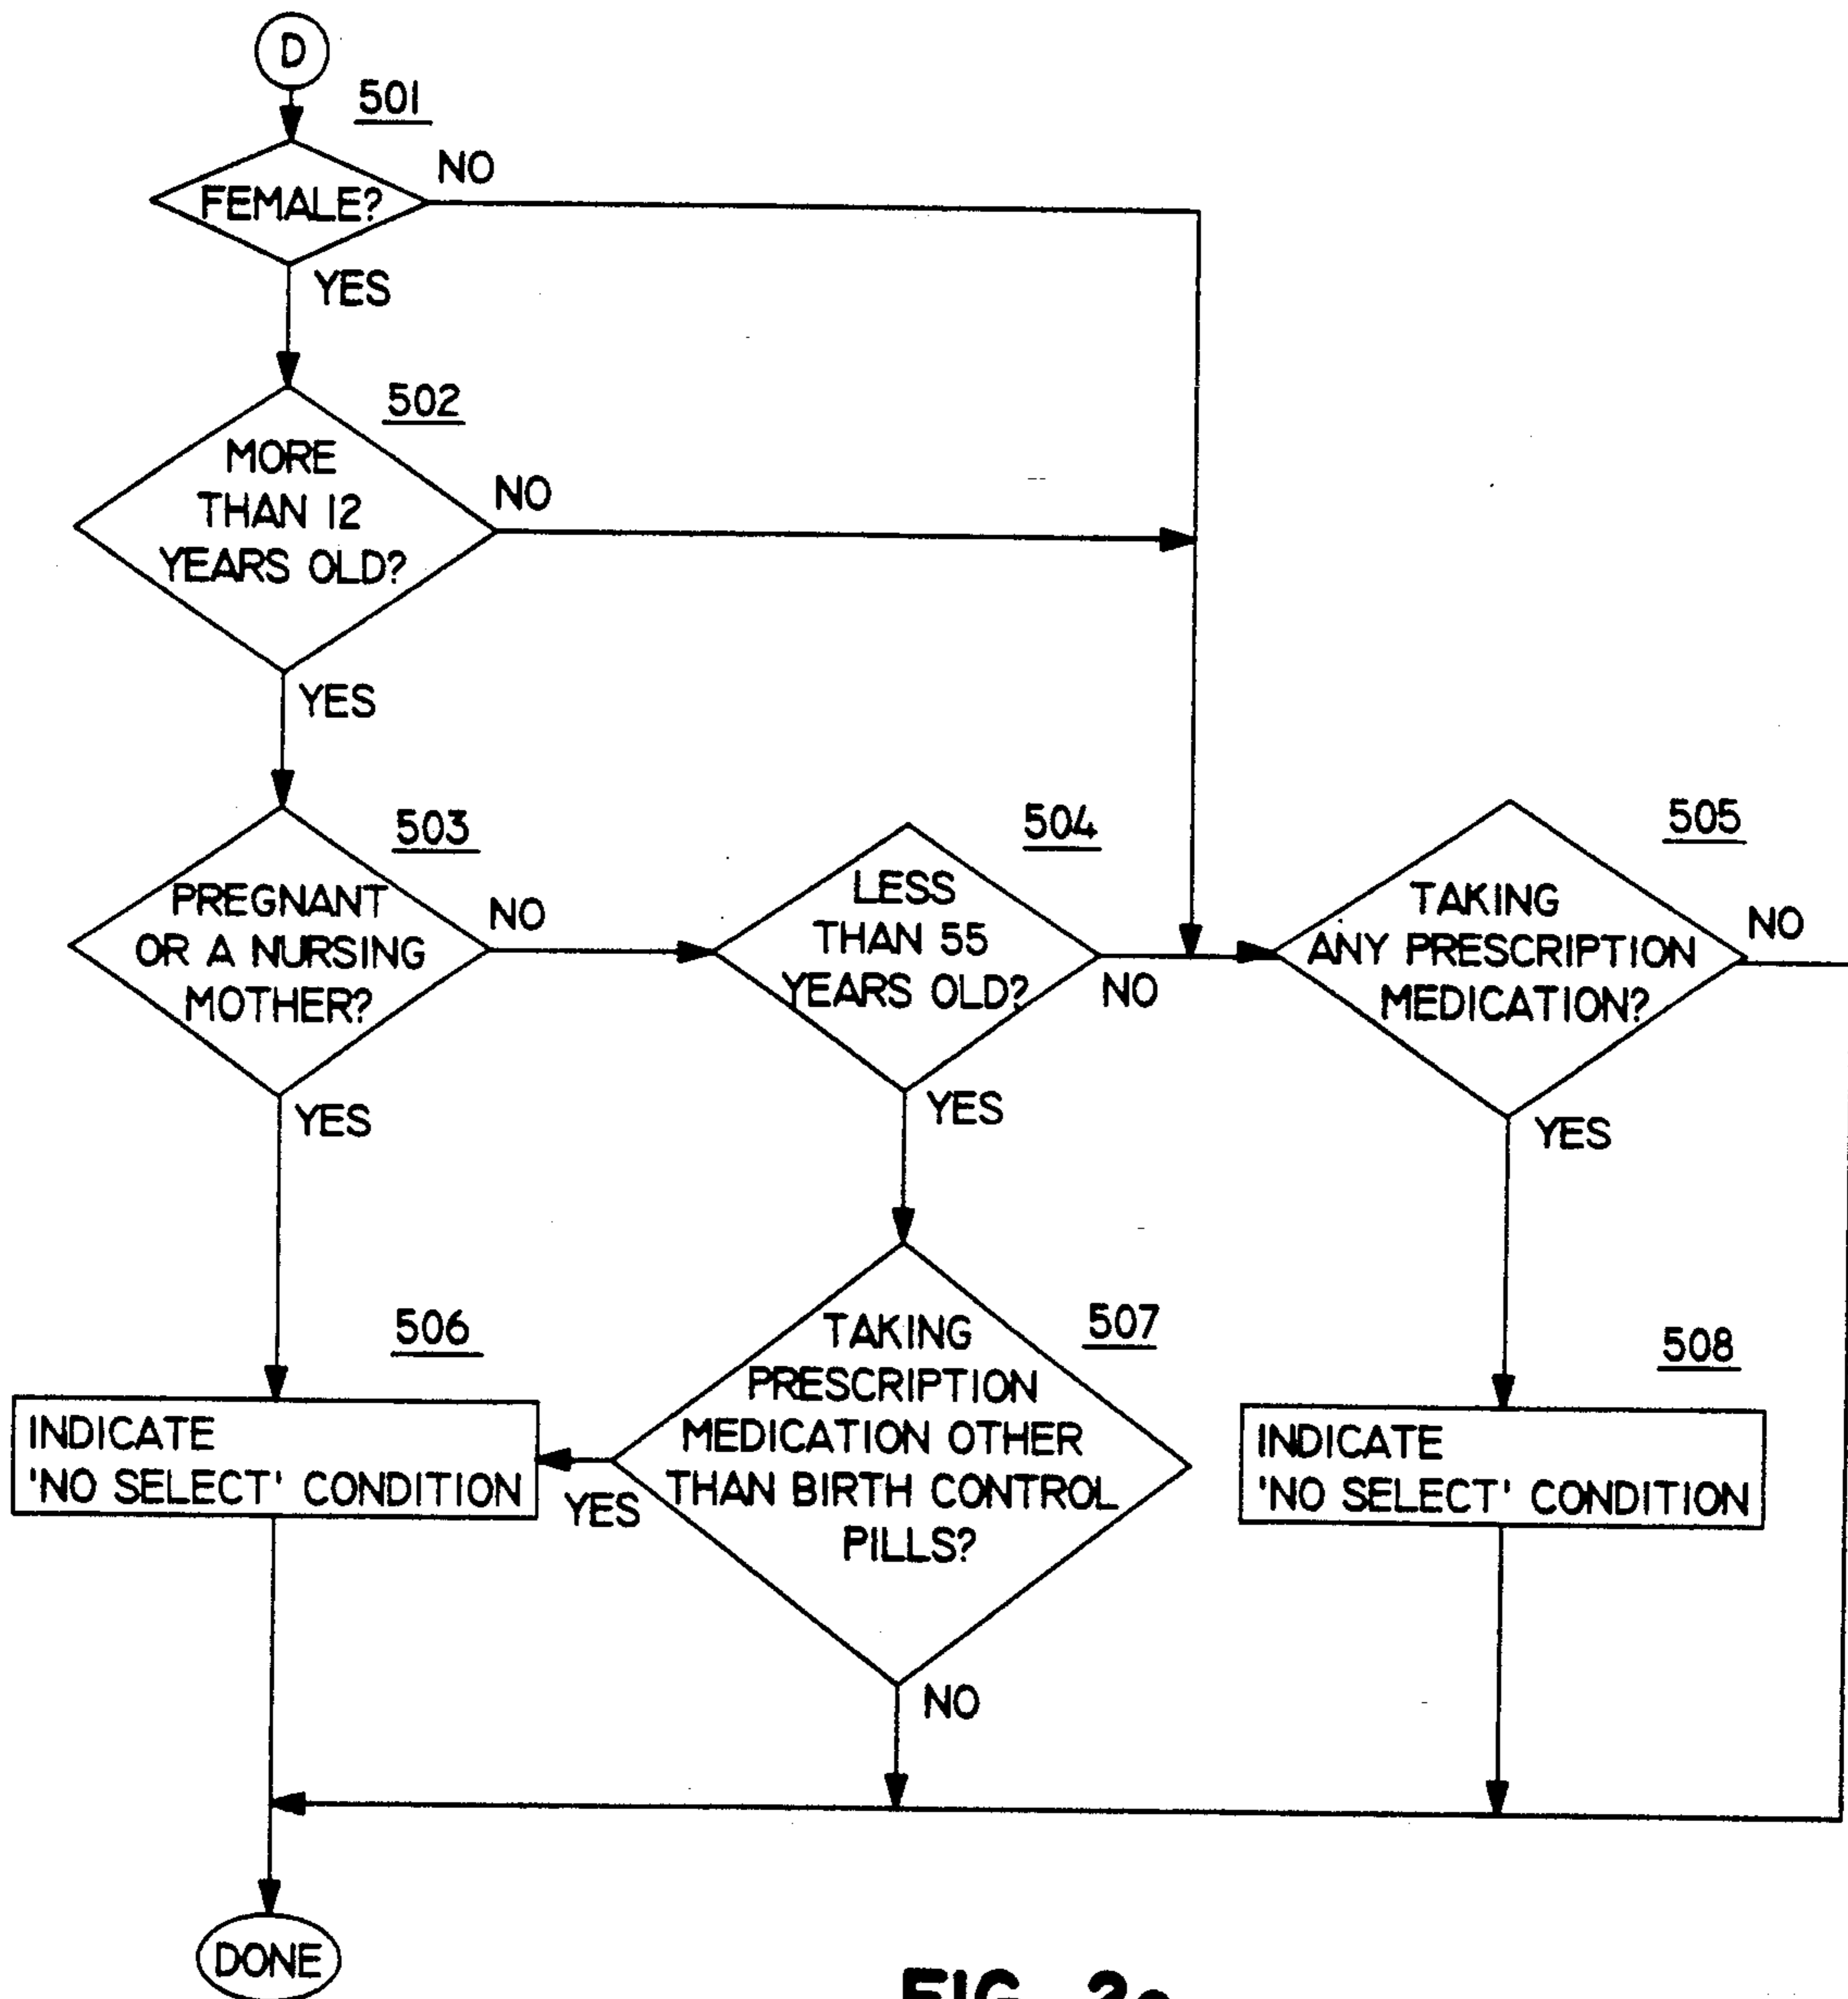 D
501
FEMALE?
NO
YES
502
MORE
THAN 12
YEARS OLD?
NO
YES
503
PREGNANT
OR A NURSING
MOTHER?
NO
YES
504
LESS
THAN 55
YEARS OLD?
NO
YES
505
TAKING
ANY PRESCRIPTION
MEDICATION?
NO
YES
506
INDICATE
'NO SELECT' CONDITION
507
TAKING
PRESCRIPTION
MEDICATION OTHER
THAN BIRTH CONTROL
PILLS?
YES
NO
508
INDICATE
'NO SELECT' CONDITION
DONE
FIG.